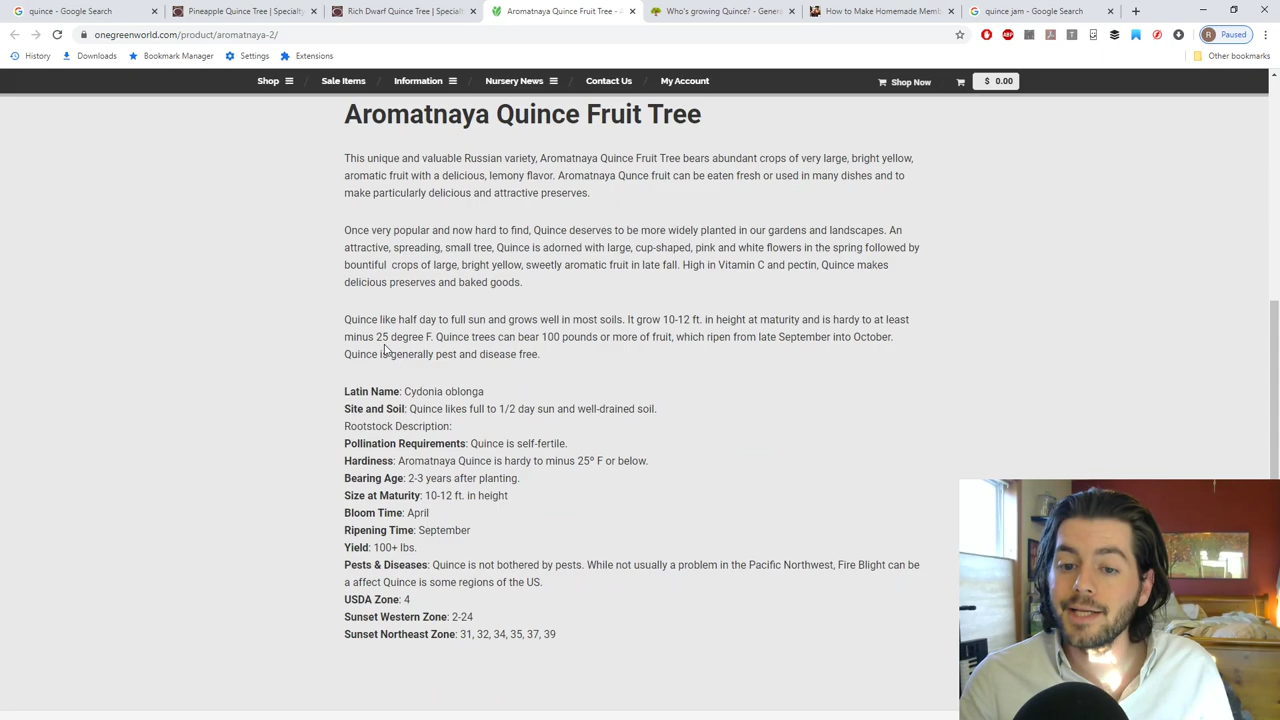 quince - Google Search
Pineapple Quince Tree | Specialty
Rich Dwarf Quince Tree | Specialt
Aromatnaya Quince Fruit Tree - A
Who's growing Quince? - Genera
How to Make Homemade Memb
quince jam - Google Search
onegreenworld.com/product/aromatnaya-2/
Paused
History
Downloads
Bookmark Manager
Settings
Extensions
Other bookmarks
Shop
Sale Items
Information
Nursery News
Contact Us
My Account
Shop Now
$ 0.00
Aromatnaya Quince Fruit Tree
This unique and valuable Russian variety, Aromatnaya Quince Fruit Tree bears abundant crops of very large, bright yellow,
aromatic fruit with a delicious, lemony flavor. Aromatnaya Qunce fruit can be eaten fresh or used in many dishes and to
make particularly delicious and attractive preserves.
Once very popular and now hard to find, Quince deserves to be more widely planted in our gardens and landscapes. An
attractive, spreading, small tree, Quince is adorned with large, cup-shaped, pink and white flowers in the spring followed by
bountiful crops of large, bright yellow, sweetly aromatic fruit in late fall. High in Vitamin C and pectin, Quince makes
delicious preserves and baked goods.
Quince like half day to full sun and grows well in most soils. It grow 10-12 ft. in height at maturity and is hardy to at least
minus 25 degree F. Quince trees can bear 100 pounds or more of fruit, which ripen from late September into October.
Quince is generally pest and disease free.
Latin Name: Cydonia oblonga
Site and Soil: Quince likes full to 1/2 day sun and well-drained soil.
Rootstock Description:
Pollination Requirements: Quince is self-fertile.
Hardiness: Aromatnaya Quince is hardy to minus 25º F or below.
Bearing Age: 2-3 years after planting.
Size at Maturity: 10-12 ft. in height
Bloom Time: April
Ripening Time: September
Yield: 100+ lbs.
Pests & Diseases: Quince is not bothered by pests. While not usually a problem in the Pacific Northwest, Fire Blight can be
a affect Quince is some regions of the US.
USDA Zone: 4
Sunset Western Zone: 2-24
Sunset Northeast Zone: 31, 32, 34, 35, 37, 39